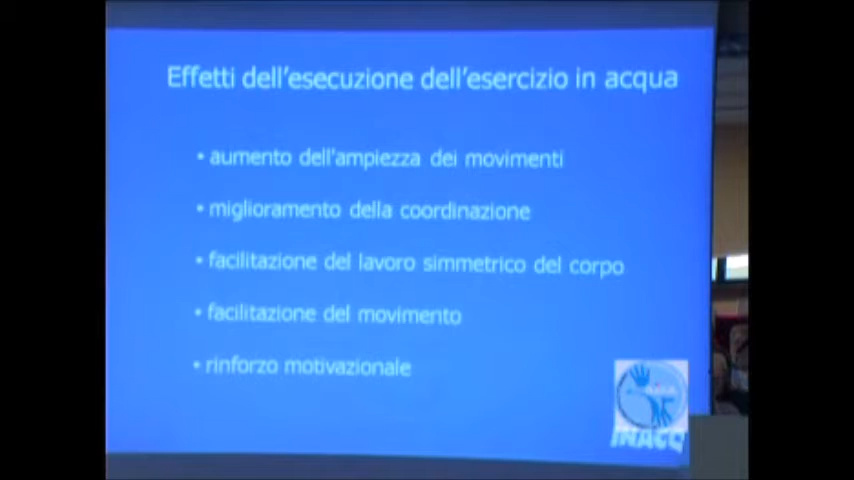 Effetti dell'esecuzione dell'esercizio in acqua
• aumento dell'ampiezza dei movimenti
• miglioramento della coordinazione
• facilitazione del lavoro simmetrico del corpo
• facilitazione del movimento
• rinforzo motivazionale
INACQ